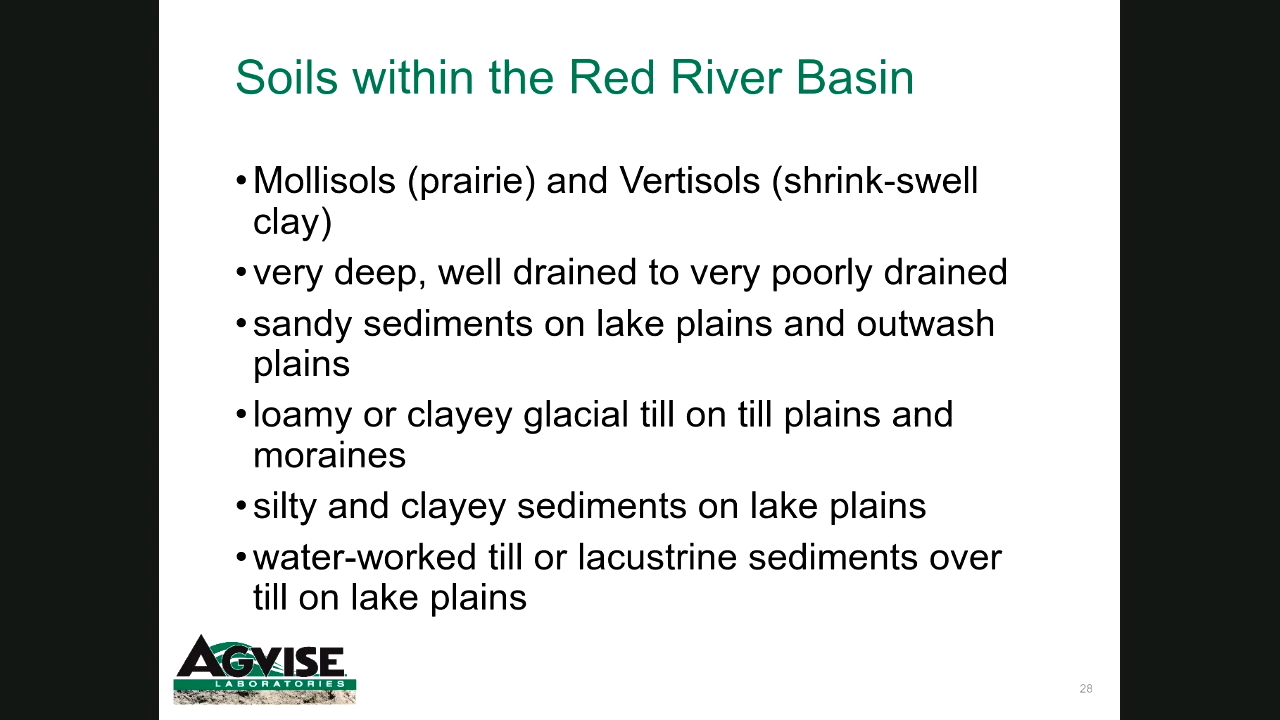 Soils within the Red River Basin
•Mollisols (prairie) and Vertisols (shrink-swell
clay)
•very deep, well drained to very poorly drained
•sandy sediments on lake plains and outwash
plains
•loamy or clayey glacial till on till plains and
moraines
•silty and clayey sediments on lake plains
•water-worked till or lacustrine sediments over
till on lake plains
AGVISE
LABORATORIES
28